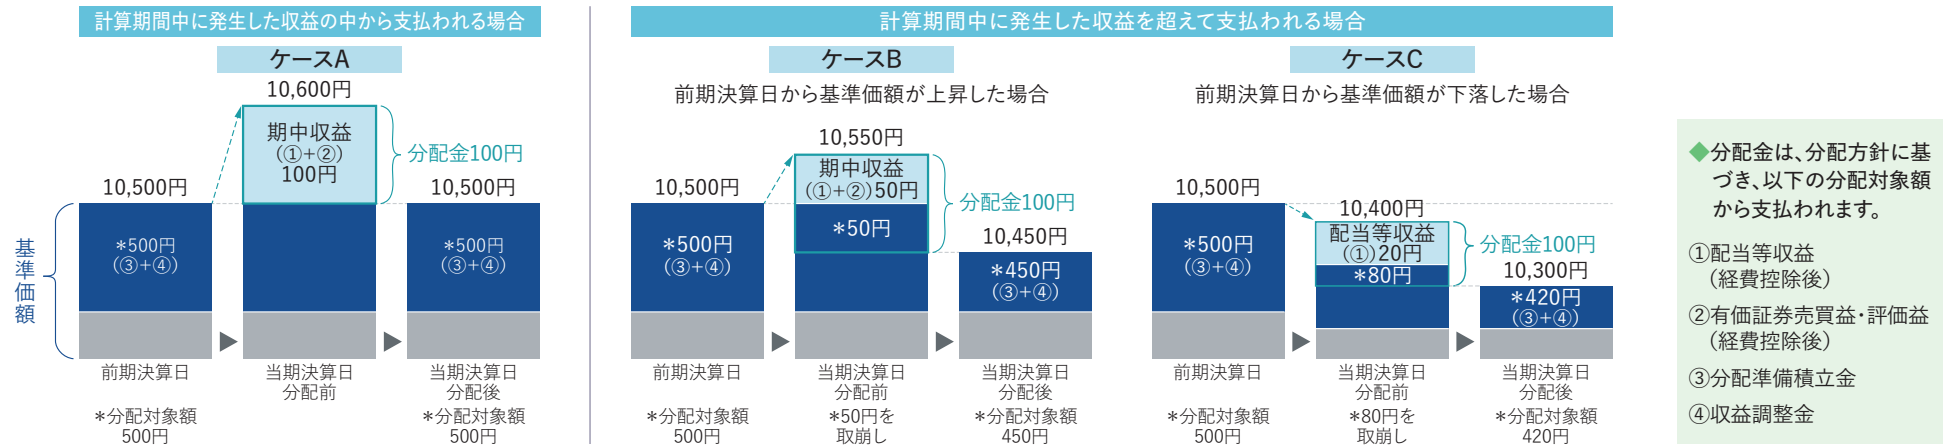 計算期間中に発生した収益の中から支払われる場合
ケースA
10,600円
期中収益
(①+②)
100円
分配金100円
10,500円
10,500円
基準価額
*500円
(③+④)
*500円
(③+④)
前期決算日
当期決算日
分配前
当期決算日
分配後
*分配対象額
500円
*分配対象額
500円
計算期間中に発生した収益を超えて支払われる場合
ケースB
前期決算日から基準価額が上昇した場合
10,550円
期中収益
(①+②)50円
10,500円
分配金100円
*50円
10,450円
*500円
(③+④)
*450円
(③+④)
前期決算日
当期決算日
分配前
当期決算日
分配後
*分配対象額
500円
*50円を
取崩し
*分配対象額
450円
ケースC
前期決算日から基準価額が下落した場合
10,500円
10,400円
配当等収益
(①)20円
分配金100円
*80円
10,300円
*500円
(③+④)
*420円
(③+④)
前期決算日
当期決算日
分配前
当期決算日
分配後
*分配対象額
500円
*80円を
取崩し
*分配対象額
420円
◆分配金は、分配方針に基
づき、以下の分配対象額
から支払われます。
①配当等収益
(経費控除後)
②有価証券売買益・評価益
(経費控除後)
③分配準備積立金
④収益調整金